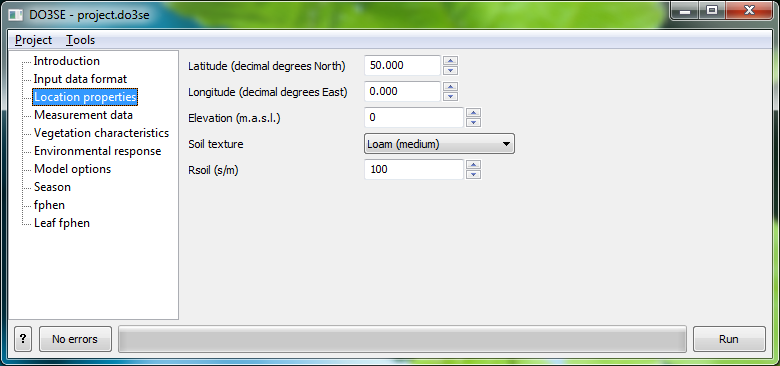 DO3SE - project.do3se
Project Tools
Introduction
Input data format
Location properties
Measurement data
Vegetation characteristics
Environmental response
Model options
Season
fphen
Leaf fphen
Latitude (decimal degrees North) 50.000
Longitude (decimal degrees East) 0.000
Elevation (m.a.s.l.) 0
Soil texture Loam (medium)
Rsoil (s/m) 100
? No errors Run